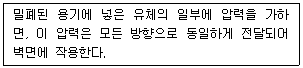 밀폐된 용기에 넣은 유체의 일부에 압력을 가하
면, 이 압력은 모든 방향으로 동일하게 전달되어
벽면에 작용한다.